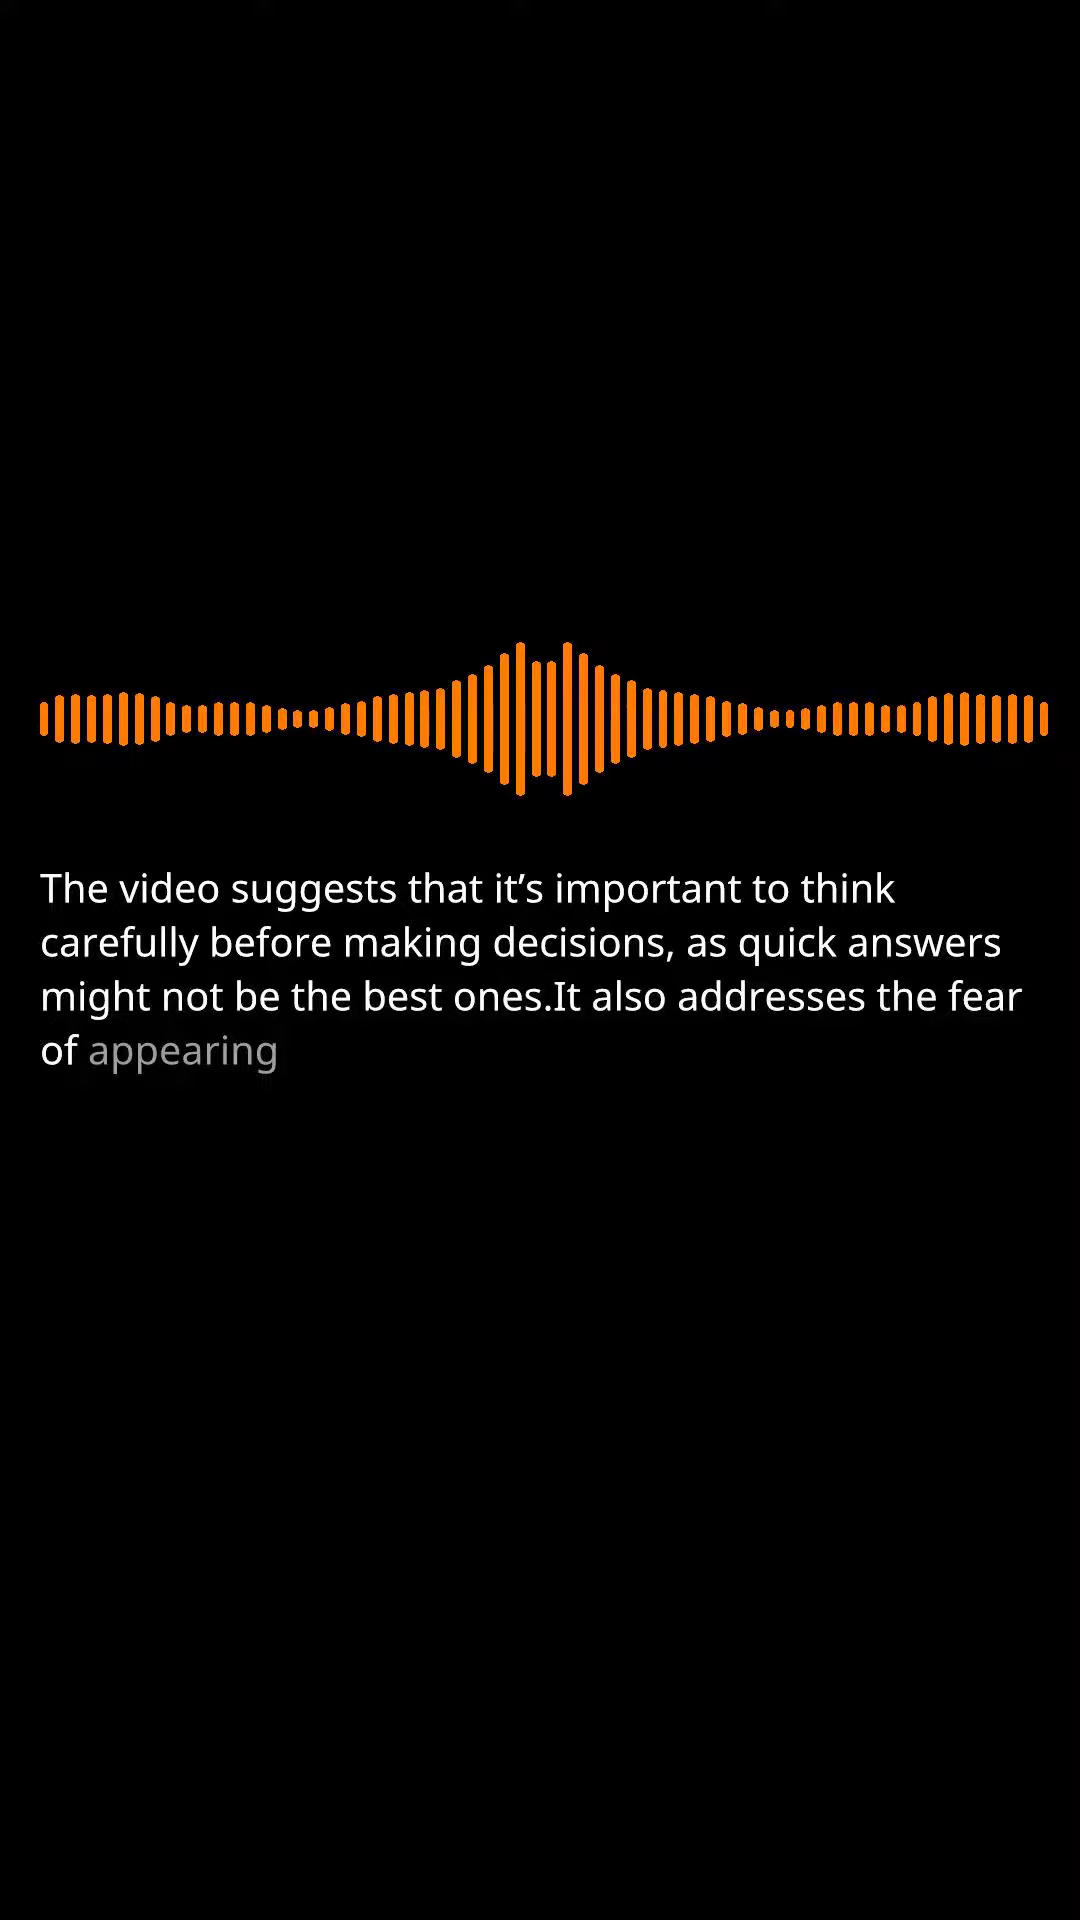 The video suggests that it’s important to think
carefully before making decisions, as quick answers
might not be the best ones.It also addresses the fear
of appearing